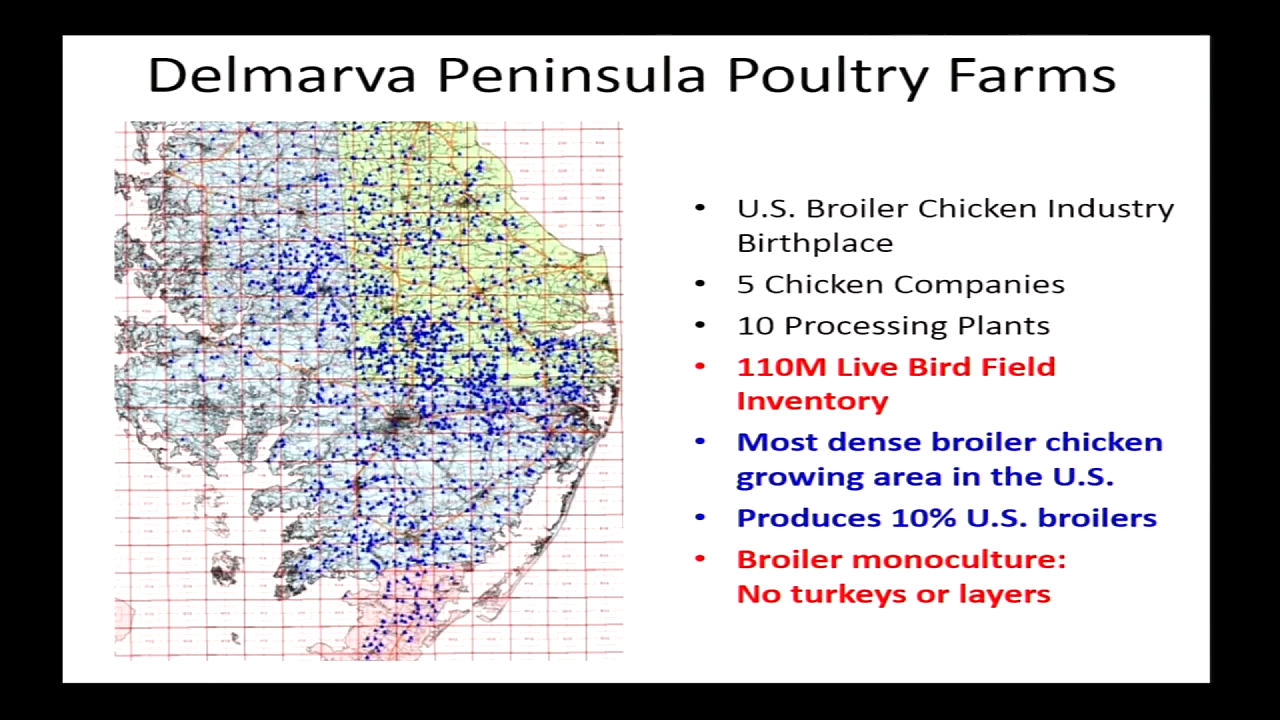 Delmarva Peninsula Poultry Farms
• U.S. Broiler Chicken Industry
Birthplace
• 5 Chicken Companies
• 10 Processing Plants
• 110M Live Bird Field
Inventory
• Most dense broiler chicken
growing area in the U.S.
• Produces 10% U.S. broilers
• Broiler monoculture:
No turkeys or layers